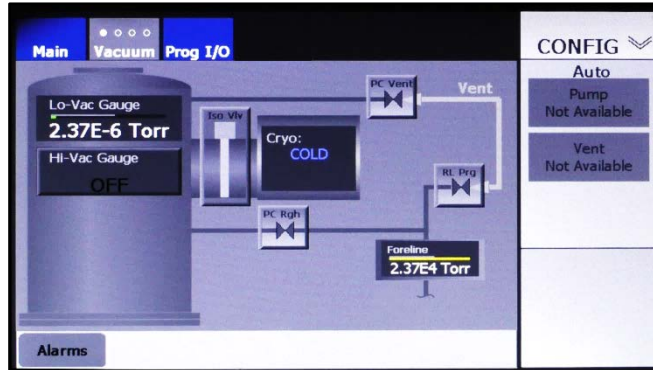 Main
Vacuum
Prog I/O
CONFIG
Auto
Pump
Not Available
Vent
Not Available
Lo-Vac Gauge
2.37E-6 Torr
Hi-Vac Gauge
OFF
Iso Vlv
Cryo:
COLD
PC Vent
Vent
RL Prg
PC Rgh
Foreline
2.37E4 Torr
Alarms